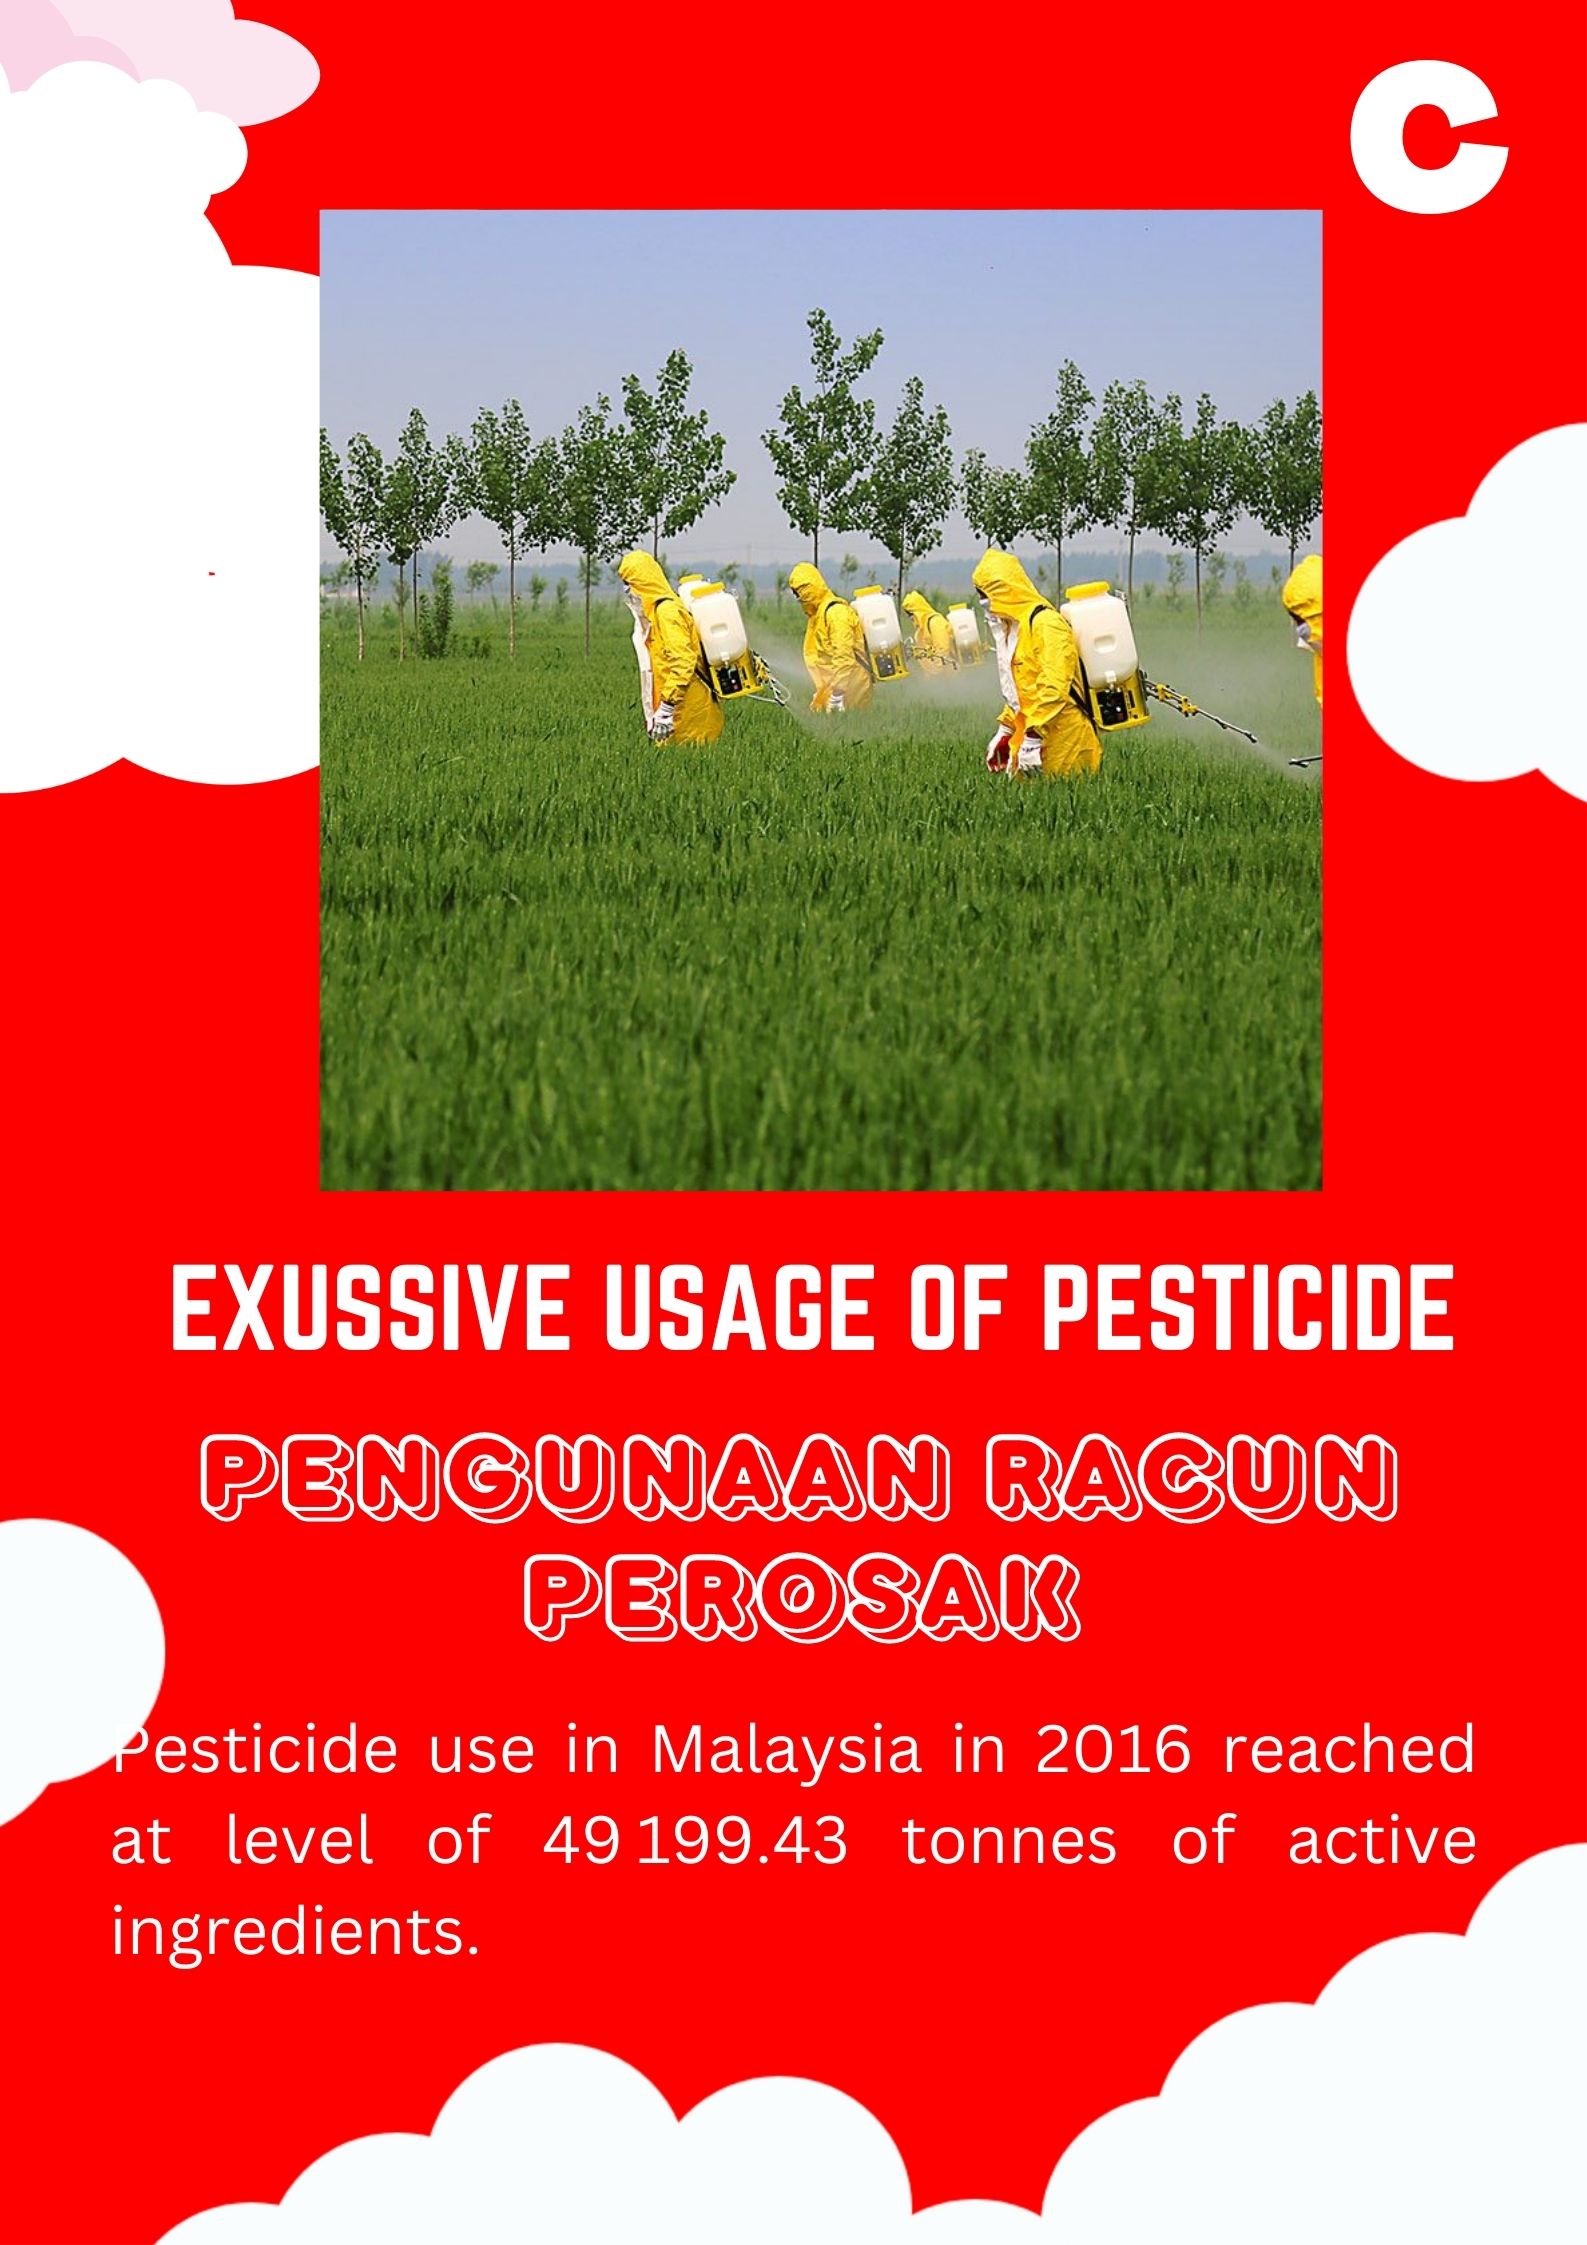 C
EXUSSIVE USAGE OF PESTICIDE
PENGUNAAN RACUN
PEROSAK
Pesticide use in Malaysia in 2016 reached
at level of 49 199.43 tonnes of active
ingredients.